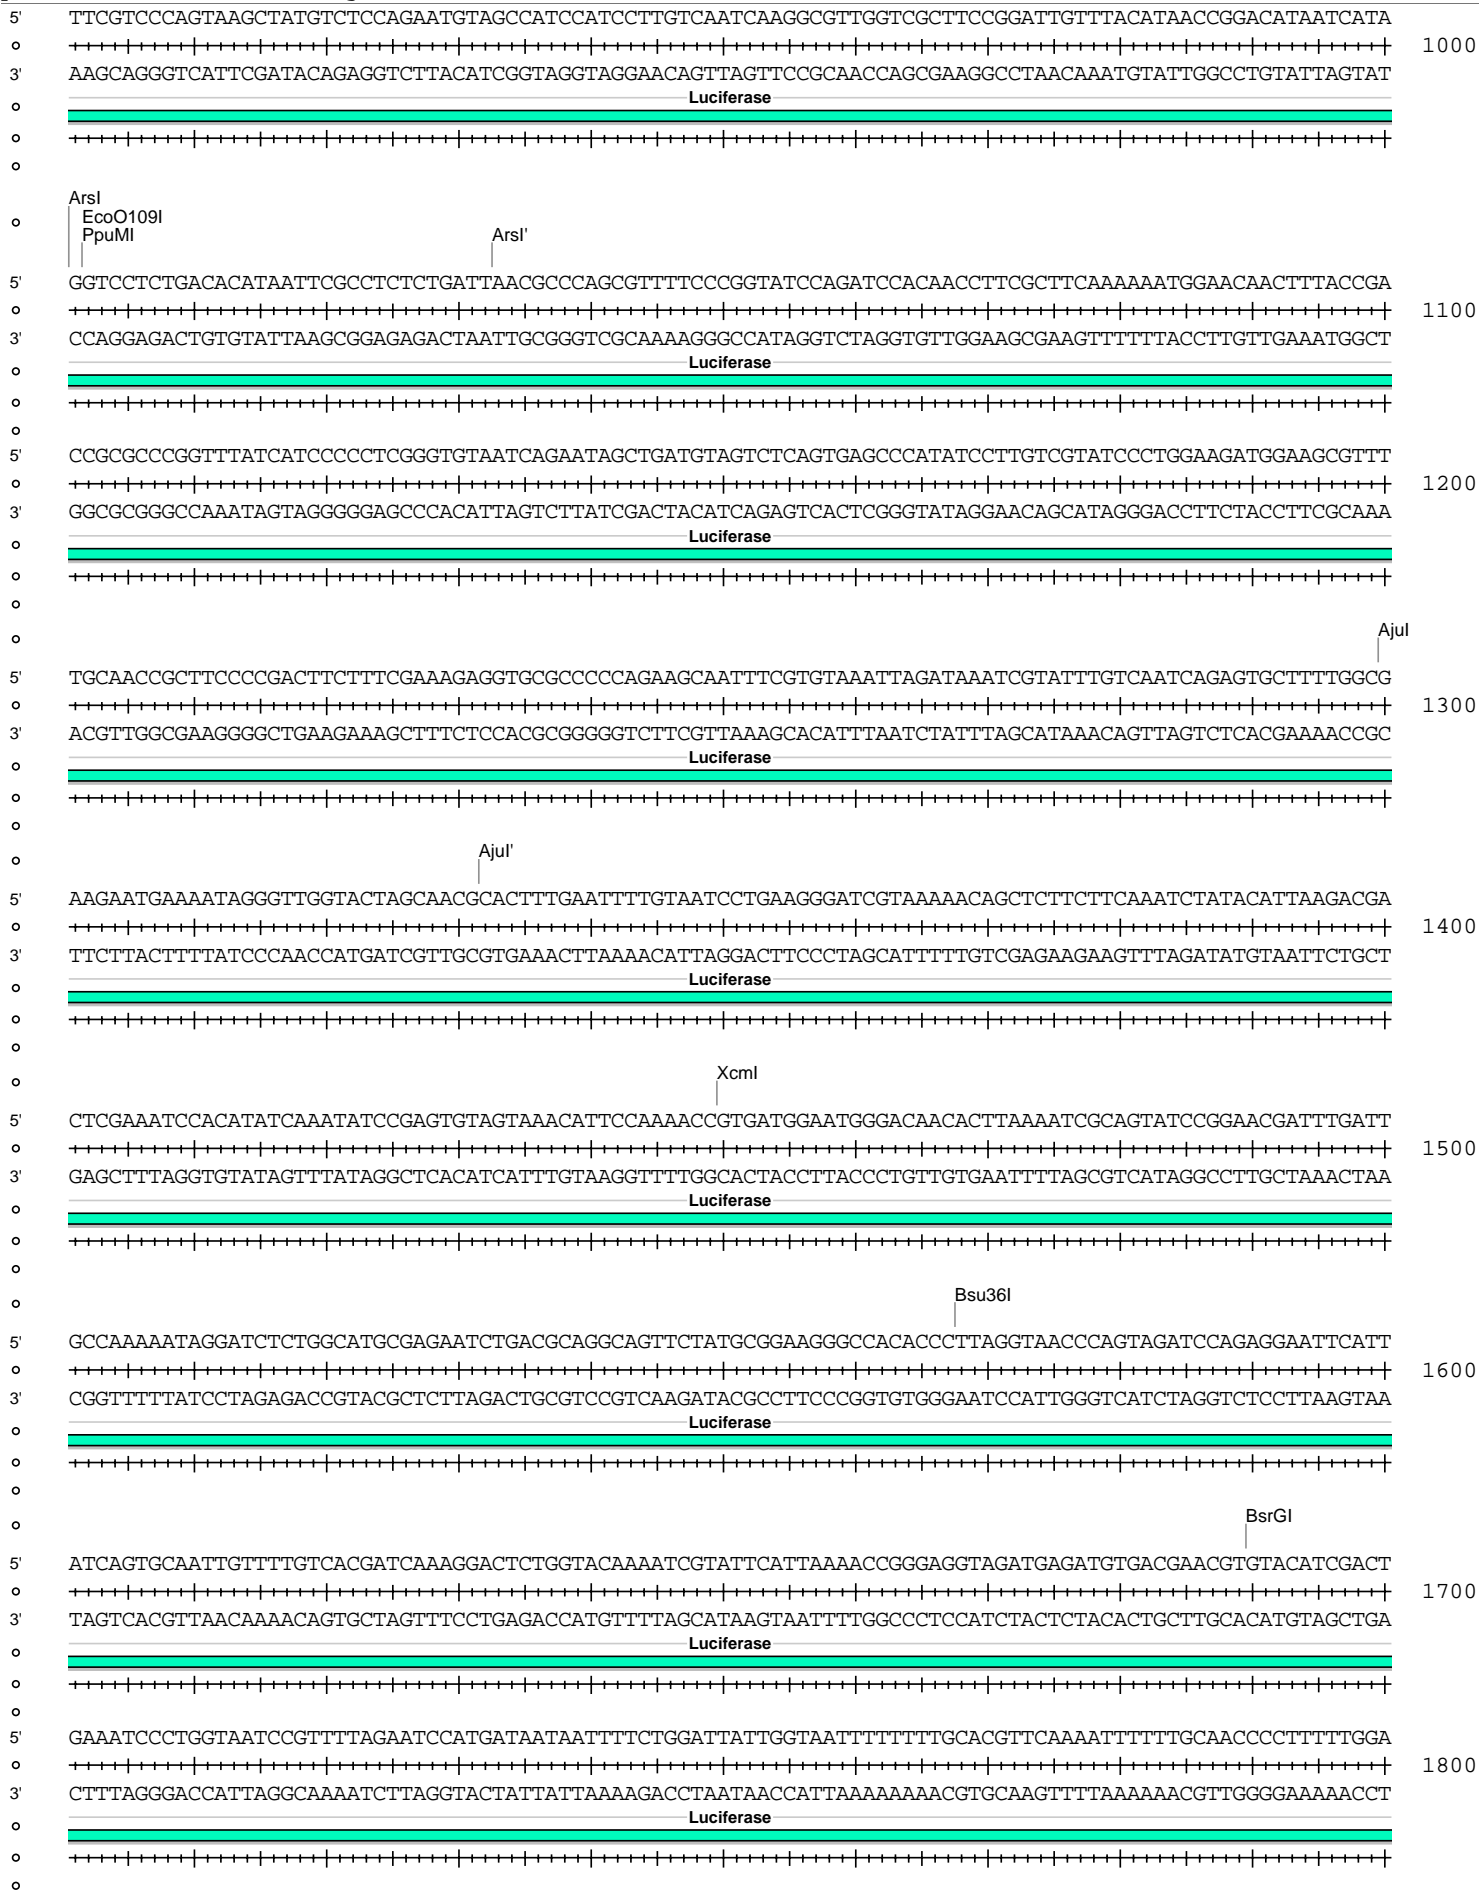 5' TTCGTCCCAGTAAGCTATGTCTCCAGAATGTAGCCATCCATCCTTGTCAATCAAGGCGTTGGTCGCTTCCGGATTGTTTACATAACCGGACATAATCATA
1000
3' AAGCAGGGTCATTCGATACAGAGGTCTTACATCGGTAGGTAGGAACAGTTAGTTCCGCAACCAGCGAAGGCCTAACAAATGTATTGGCCTGTATTAGTAT
Luciferase
ArsI
EcoO109I
PpuMI ArsI'
5' GGTCCTCTGACACATAATTCGCCTCTCTGATTAACGCCCAGCGTTTTCCCGGTATCCAGATCCACAACCTTCGCTTCAAAAAATGGAACAACTTTACCGA
1100
3' CCAGGAGACTGTGTATTAAGCGGAGAGACTAATTGCGGGTCGCAAAAGGGCCATAGGTCTAGGTGTTGGAAGCGAAGTTTTTTACCTTGTTGAAATGGCT
Luciferase
5' CCGCGCCCGGTTTATCATCCCCCTCGGGTGTAATCAGAATAGCTGATGTAGTCTCAGTGAGCCCATATCCTTGTCGTATCCCTGGAAGATGGAAGCGTTT
1200
3' GGCGCGGGCCAAATAGTAGGGGGAGCCCACATTAGTCTTATCGACTACATCAGAGTCACTCGGGTATAGGAACAGCATAGGGACCTTCTACCTTCGCAAA
Luciferase
AjuI
5' TGCAACCGCTTCCCCGACTTCTTTCGAAAGAGGTGCGCCCCCAGAAGCAATTTCGTGTAAATTAGATAAATCGTATTTGTCAATCAGAGTGCTTTTGGCG
1300
3' ACGTTGGCGAAGGGGCTGAAGAAAGCTTTCTCCACGCGGGGGTCTTCGTTAAAGCACATTTAATCTATTTAGCATAAACAGTTAGTCTCACGAAAACCGC
Luciferase
AjuI'
5' AAGAATGAAAATAGGGTTGGTACTAGCAACGCACTTTGAATTTTGTAATCCTGAAGGGATCGTAAAAACAGCTCTTCTTCAAATCTATACATTAAGACGA
1400
3' TTCTTACTTTTATCCCAACCATGATCGTTGCGTGAAACTTAAAACATTAGGACTTCCCTAGCATTTTTGTCGAGAAGAAGTTTAGATATGTAATTCTGCT
Luciferase
XcmI
5' CTCGAAATCCACATATCAAATATCCGAGTGTAGTAAACATTCCAAAACCGTGATGGAATGGGACAACACTTAAAATCGCAGTATCCGGAACGATTTGATT
1500
3' GAGCTTTAGGTGTATAGTTTATAGGCTCACATCATTTGTAAGGTTTTGGCACTACCTTACCCTGTTGTGAATTTTAGCGTCATAGGCCTTGCTAAACTAA
Luciferase
Bsu36I
5' GCCAAAAATAGGATCTCTGGCATGCGAGAATCTGACGCAGGCAGTTCTATGCGGAAGGGCCACACCCTTAGGTAACCCAGTAGATCCAGAGGAATTCATT
1600
3' CGGTTTTTATCCTAGAGACCGTACGCTCTTAGACTGCGTCCGTCAAGATACGCCTTCCCGGTGTGGGAATCCATTGGGTCATCTAGGTCTCCTTAAGTAA
Luciferase
BsrGI
5' ATCAGTGCAATTGTTTTGTCACGATCAAAGGACTCTGGTACAAAATCGTATTCATTAAAACCGGGAGGTAGATGAGATGTGACGAACGTGTACATCGACT
1700
3' TAGTCACGTTAACAAAACAGTGCTAGTTTCCTGAGACCATGTTTTAGCATAAGTAATTTTGGCCCTCCATCTACTCTACACTGCTTGCACATGTAGCTGA
Luciferase
5' GAAATCCCTGGTAATCCGTTTTAGAATCCATGATAATAATTTTCTGGATTATTGGTAATTTTTTTTGCACGTTCAAAATTTTTTGCAACCCCTTTTTGGA
1800
3' CTTTAGGGACCATTAGGCAAAATCTTAGGTACTATTATTAAAAGACCTAATAACCATTAAAAAAAACGTGCAAGTTTTAAAAAACGTTGGGGAAAAACCT
Luciferase